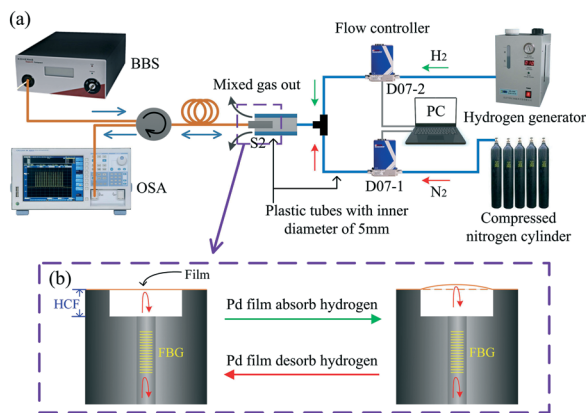 (a)
BBS
Flow controller
H2
Mixed gas out
D07-2
PC
Hydrogen generator
S2
OSA
D07-1
N2
Plastic tubes with inner
diameter of 5mm
Compressed
nitrogen cylinder
(b)
Film
HCF
Pd film absorb hydrogen
FBG
Pd film desorb hydrogen
FBG